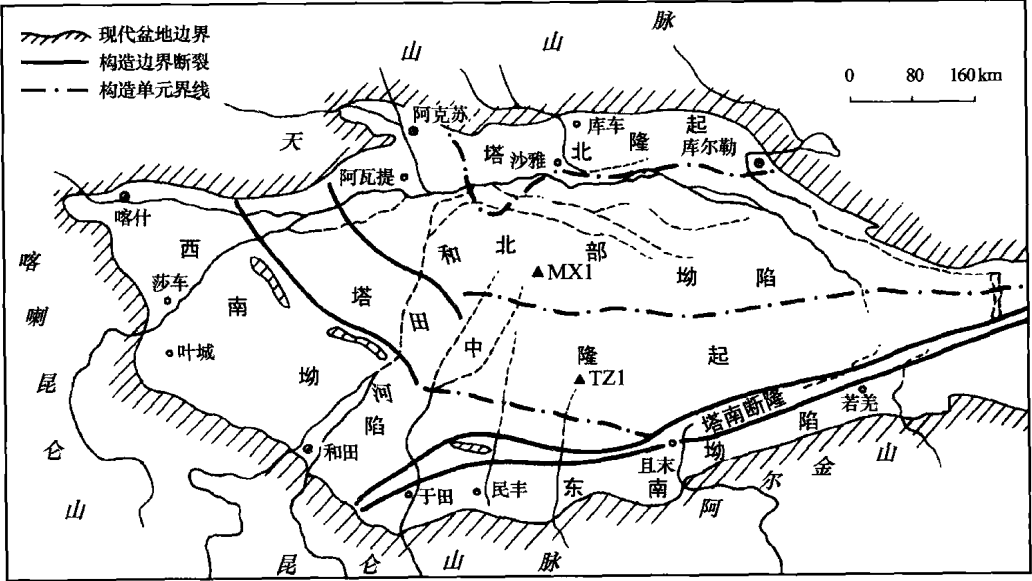 现代盆地边界
构造边界断裂
构造单元界线
山
山
脉
0 80 160km
天
阿克苏
库车
塔
北
隆
起
沙雅
库尔勒
阿瓦提
喀什
西
南
坳
陷
莎车
叶城
和
田
河
北
部
坳
陷
MX1
塔
中
隆
起
TZ1
塔南断隆
若羌
和田
且末
于田
民丰
东
南
坳
陷
喀
喇
昆
仑
山
昆
仑
山
脉
阿
尔
金
山